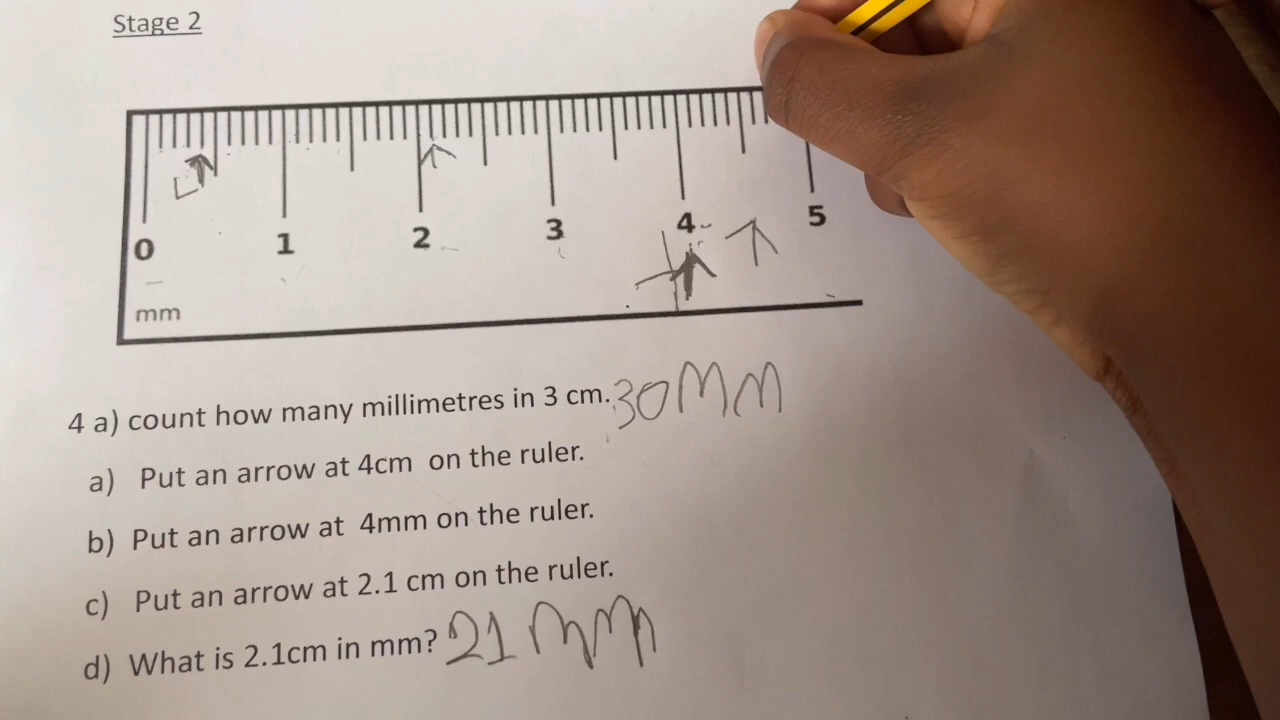 Stage 2
0 1 2 3 4 5
mm
4 a) count how many millimetres in 3 cm. 30MM
a) Put an arrow at 4cm on the ruler.
b) Put an arrow at 4mm on the ruler.
c) Put an arrow at 2.1 cm on the ruler.
d) What is 2.1cm in mm? 21 mm